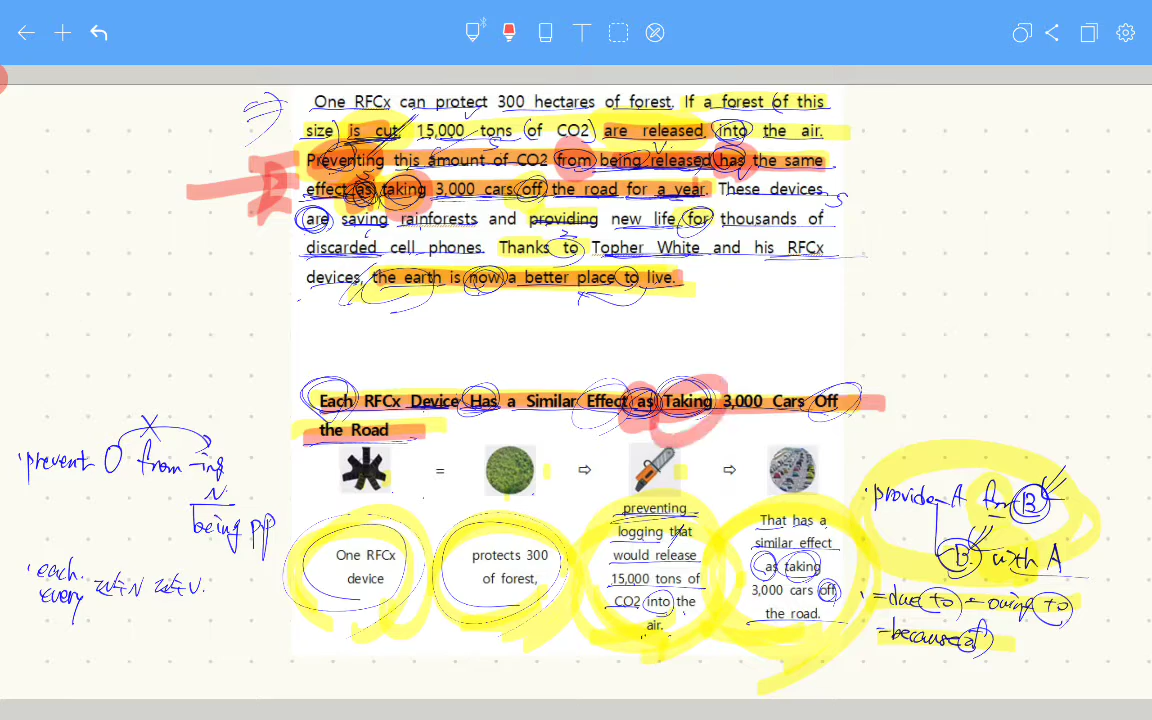 One RFCx can protect 300 hectares of forest. If a forest of this
size is cut, 15,000 tons of CO2 are released into the air.
Preventing this amount of CO2 from being released has the same
effect as taking 3,000 cars off the road for a year. These devices
are saving rainforests and providing new life for thousands of
discarded cell phones. Thanks to Topher White and his RFCx
devices, the earth is now a better place to live.
Each RFCx Device Has a Similar Effect as Taking 3,000 Cars Off
the Road
= ⇨ ⇨
One RFCx
device
protects 300
of forest,
preventing
logging that
would release
15,000 tons of
CO2 into the
air.
That has a
similar effect
as taking
3,000 cars off
the road.
prevent O from -ing
N
being pp
each
every 단수N 단수V.
provide A for B
B with A
= due to = owing to
= because of
S
V
S